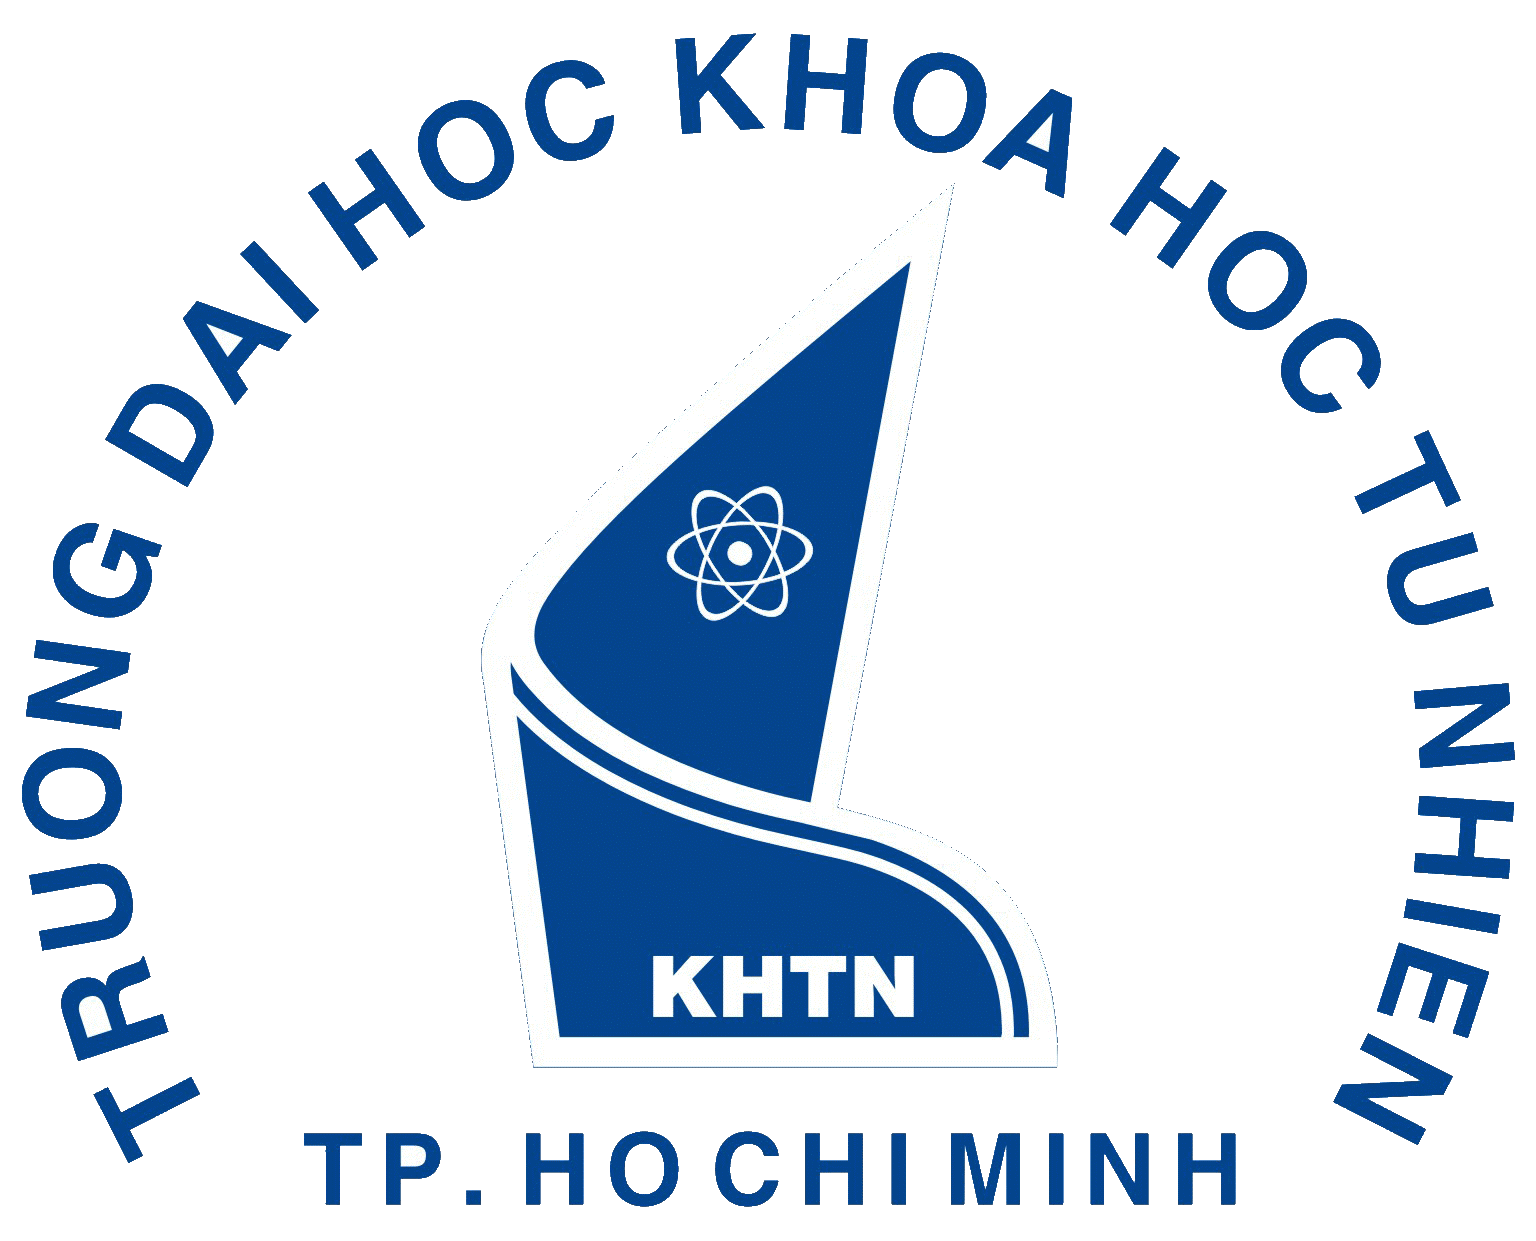 TRUONG DAI HOC KHOA HOC TU NHIEN
KHTN
TP. HO CHI MINH